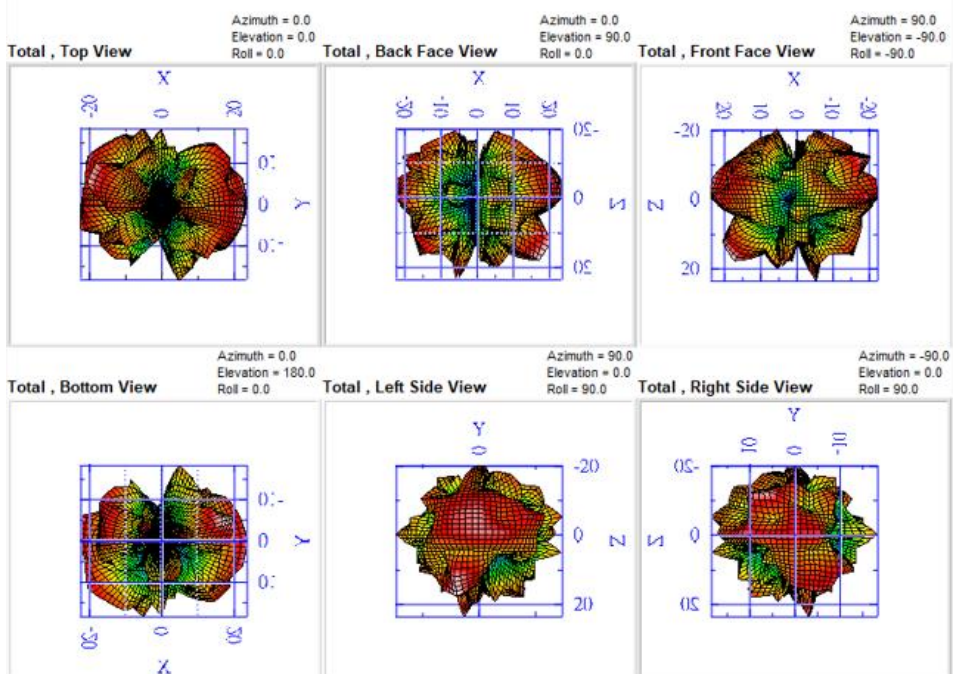 Azimuth = 0.0
Elevation = 0.0
Roll = 0.0
Total , Top View
X
-20
0
20
0
Y
Azimuth = 0.0
Elevation = 90.0
Roll = 0.0
Total , Back Face View
X
-20
-10
0
10
20
-20
0
20
Z
Azimuth = 90.0
Elevation = -90.0
Roll = -90.0
Total , Front Face View
X
20
10
0
-10
-20
-20
0
20
Z
Azimuth = 0.0
Elevation = 180.0
Roll = 0.0
Total , Bottom View
0
Y
-20
0
20
X
Azimuth = 90.0
Elevation = 0.0
Roll = 90.0
Total , Left Side View
Y
0
-20
0
20
Z
Azimuth = -90.0
Elevation = 0.0
Roll = 90.0
Total , Right Side View
Y
10
0
-10
-20
0
20
Z